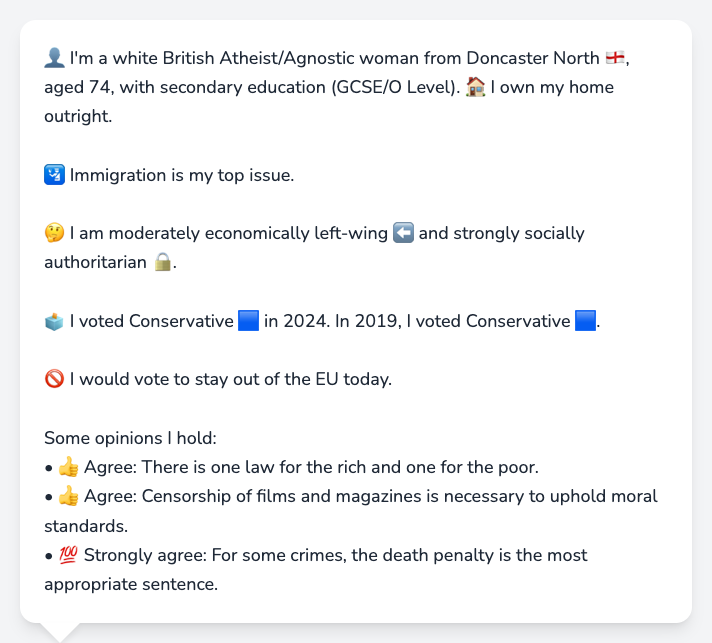 👤 I'm a white British Atheist/Agnostic woman from Doncaster North 🏴󠁧󠁢󠁥󠁮󠁧󠁿,
aged 74, with secondary education (GCSE/O Level). 🏠 I own my home
outright.
🛂 Immigration is my top issue.
🤔 I am moderately economically left-wing ⬅️ and strongly socially
authoritarian 🔒.
🗳️ I voted Conservative 🟦 in 2024. In 2019, I voted Conservative 🟦.
🚫 I would vote to stay out of the EU today.
Some opinions I hold:
• 👍 Agree: There is one law for the rich and one for the poor.
• 👍 Agree: Censorship of films and magazines is necessary to uphold moral
standards.
• 💯 Strongly agree: For some crimes, the death penalty is the most
appropriate sentence.